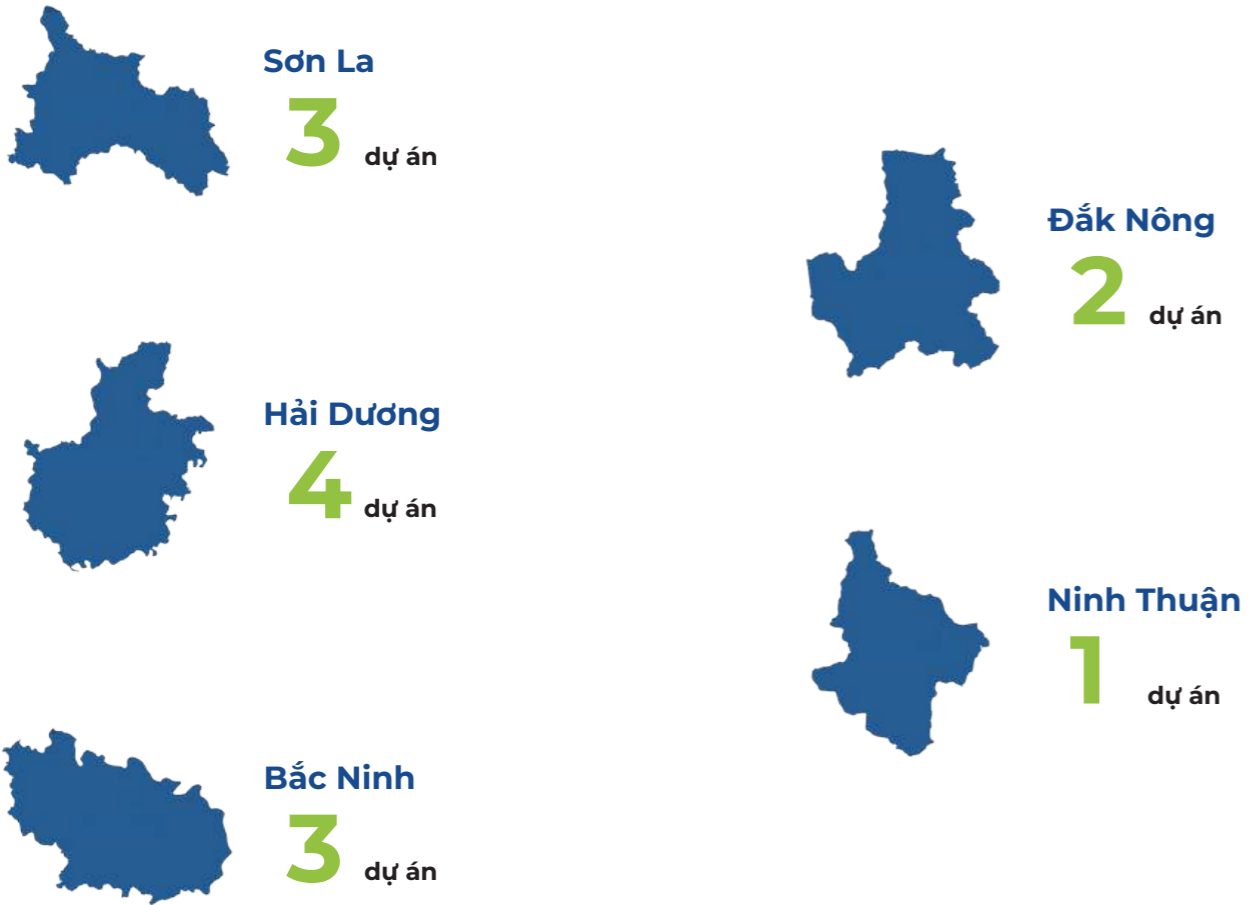 Sơn La
3 dự án
Hải Dương
4 dự án
Bắc Ninh
3 dự án
Đắk Nông
2 dự án
Ninh Thuận
1 dự án